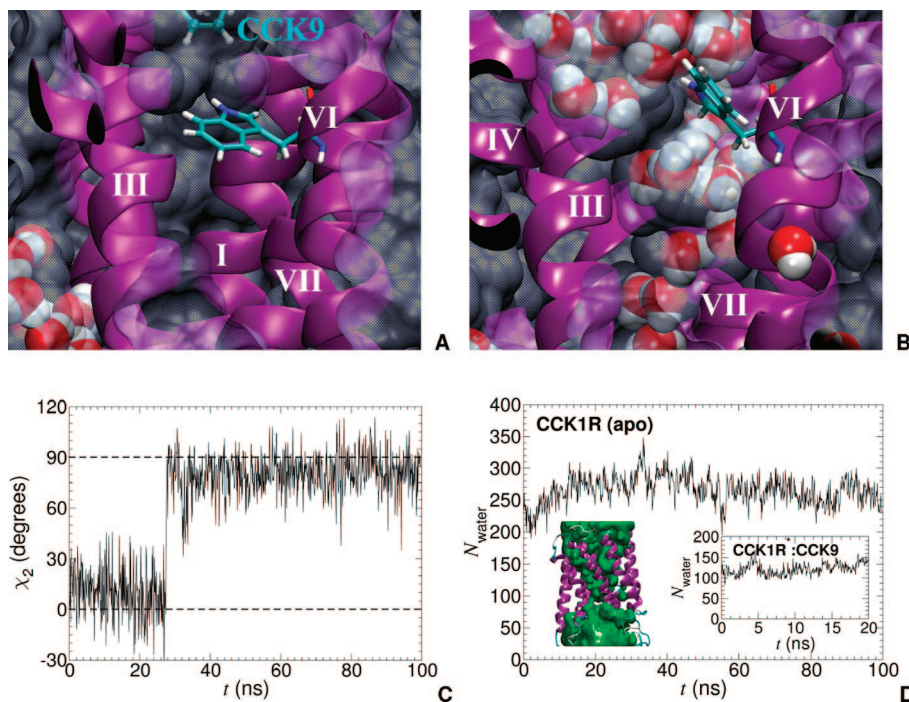 CCK9
VI
III
I
VII
A
VI
IV
III
VII
B
120
90
60
30
0
-30
χ2 (degrees)
0 20 40 60 80 100
t (ns)
C
400
350
300
250
200
150
100
50
0
Nwater
CCK1R (apo)
200
150
100
50
0
Nwater
CCK1R*:CCK9
0 5 10 15 20
t (ns)
0 20 40 60 80 100
t (ns)
D